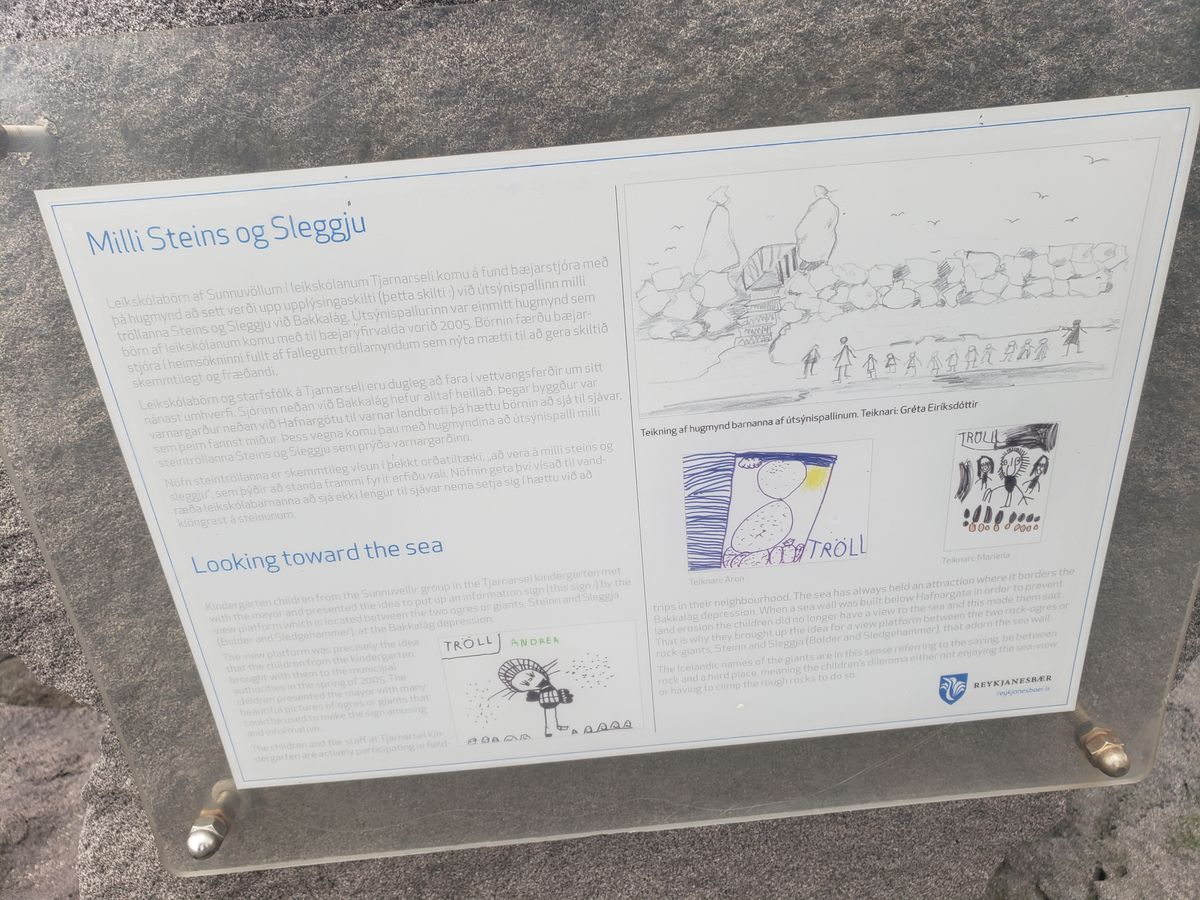 Milli Steins og Sleggju
Leikskólabörn af Sunnuvöllum í leikskólanum Tjarnarseli komu á fund bæjarstjóra með
þá hugmynd að sett verði upp upplýsingaskilti (þetta skilti :) við útsýnispallinn milli
tröllanna Steins og Sleggju við Bakkalág. Útsýnispallurinn var einmitt hugmynd sem
börn af leikskólanum komu með til bæjaryfirvalda vorið 2005. Börnin færðu bæjar-
stjóra í heimsókninni fullt af fallegum tröllamyndum sem nýta mætti til að gera skiltið
skemmtilegt og fræðandi.
Leikskólabörn og starfsfólk á Tjarnarseli eru dugleg að fara í vettvangsferðir um sitt
nánast umhverfi. Sjórinn neðan við Bakkalág hefur alltaf heillað. Þegar byggður var
varnargarður neðan við Hafnargötu til varnar landbroti þá hættu börnin að sjá til sjávar,
sem þeim fannst miður. Þess vegna komu þau með hugmyndina að útsýnispalli milli
steintröllanna Steins og Sleggju sem prýða varnargarðinn.
Nöfn steintröllanna er skemmtileg vísun í þekkt orðatiltæki, „að vera á milli steins og
sleggju", sem þýðir að standa frammi fyrir erfiðu vali. Nöfnin geta því vísað til vand-
ræða leikskólabarnanna að sjá ekki lengur til sjávar nema setja sig í hættu við að
klöngrast á steinunum.
Looking toward the sea
Kindergarten children from the Sunnuvellir group in the Tjarnarsel kindergarten met
with the mayor and presented the idea to put up an information sign (this sign :) by the
view platform which is located between the two ogres or giants, Steinn and Sleggja
(Bolder and Sledgehammer), at the Bakkalág depression.
The view platform was precisely the idea
that the children from the kindergarten
brought with them to the municipal
authorities in the spring of 2005. The
children presented the mayor with many
beautiful pictures of ogres or giants that
could be used to make the sign amusing
and informative.
The children and the staff at Tjarnarsel kin-
dergarten are actively participating in field-
TRÖLL
ANDREA
Teikning af hugmynd barnanna af útsýnispallinum. Teiknari: Gréta Eiríksdóttir
TRÖLL
Teiknari: Aron
TRÖLL
Teiknari: Maríena
trips in their neighbourhood. The sea has always held an attraction where it borders the
Bakkalág depression. When a sea wall was built below Hafnargata in order to prevent
land erosion the children did no longer have a view to the sea and this made them sad.
That is why they brought up the idea for a view platform between the two rock-ogres or
rock-giants, Steinn and Sleggja (Bolder and Sledgehammer), that adorn the sea wall.
The Icelandic names of the giants are in this sense referring to the saying, be between
rock and a hard place, meaning the children's dilemma either not enjoying the sea-view
or having to climb the rough rocks to do so.
REYKJANESBÆR
reykjanesbaer.is